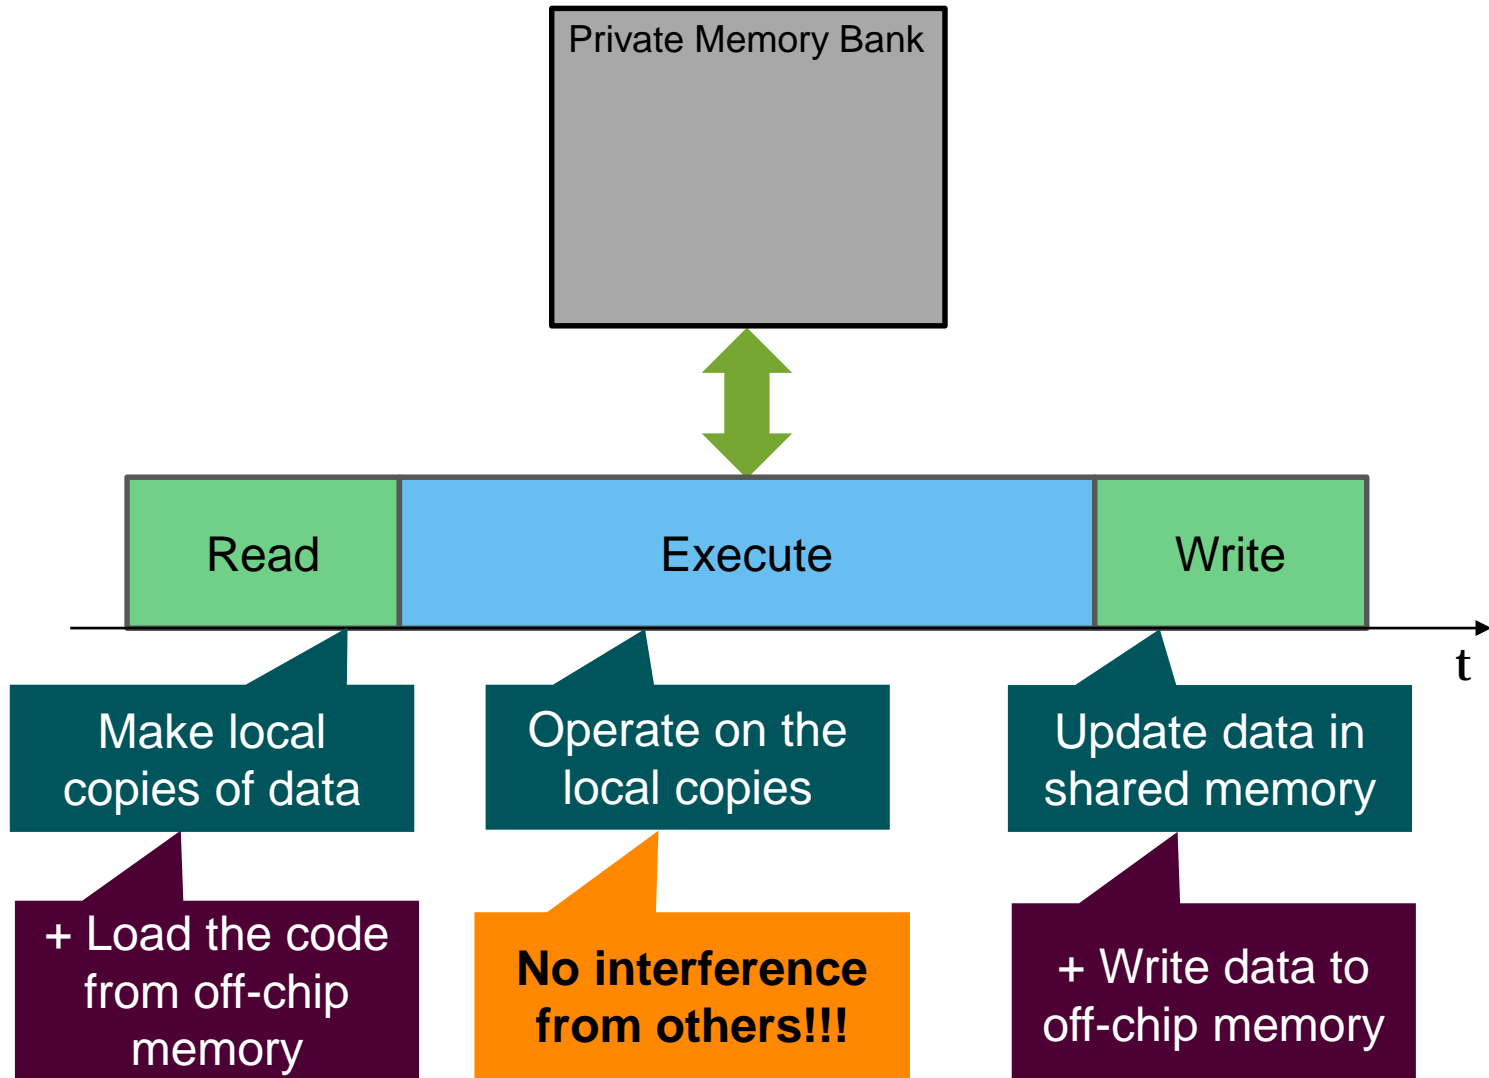 Private Memory Bank
Read
Execute
Write
t
Make local
copies of data
Operate on the
local copies
Update data in
shared memory
+ Load the code
from off-chip
memory
No interference
from others!!!
+ Write data to
off-chip memory